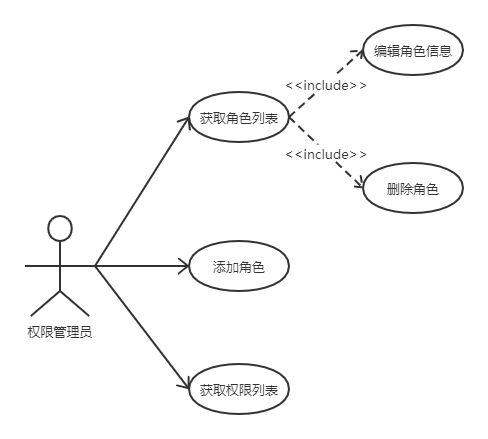 编辑角色信息
<<include>>
获取角色列表
<<include>>
删除角色
添加角色
权限管理员
获取权限列表